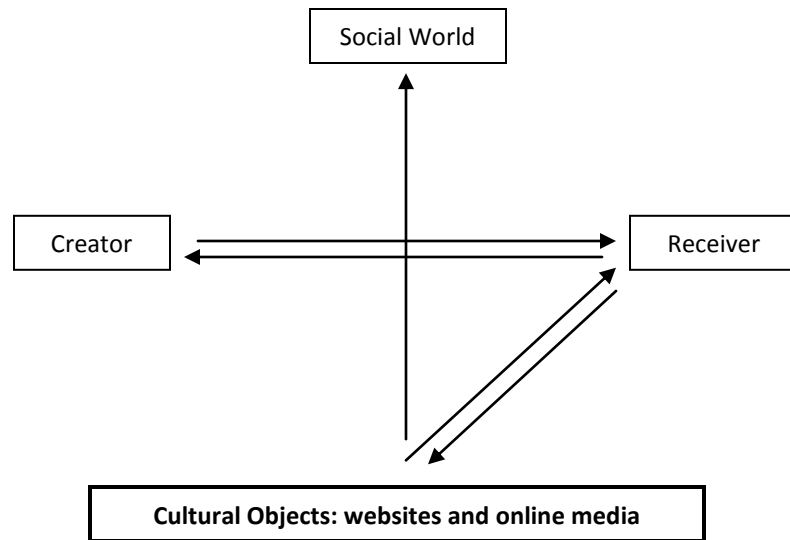 Social World
Creator
Receiver
Cultural Objects: websites and online media